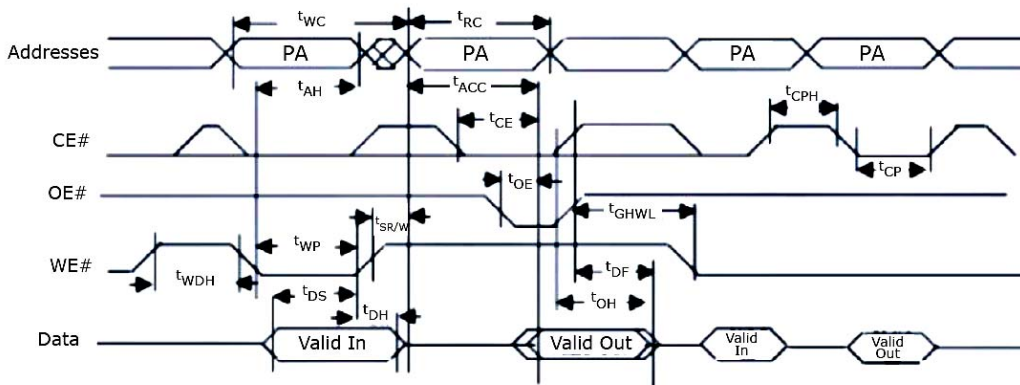 tWC tRC
Addresses PA PA PA PA
tAH tACC
tCE tCPH
CE#
tCP
tOE
OE#
tGHWL
tSR/W
tWP
WE#
tWDH tDF
tDS tOH
tDH
Data Valid In Valid Out Valid In Valid Out